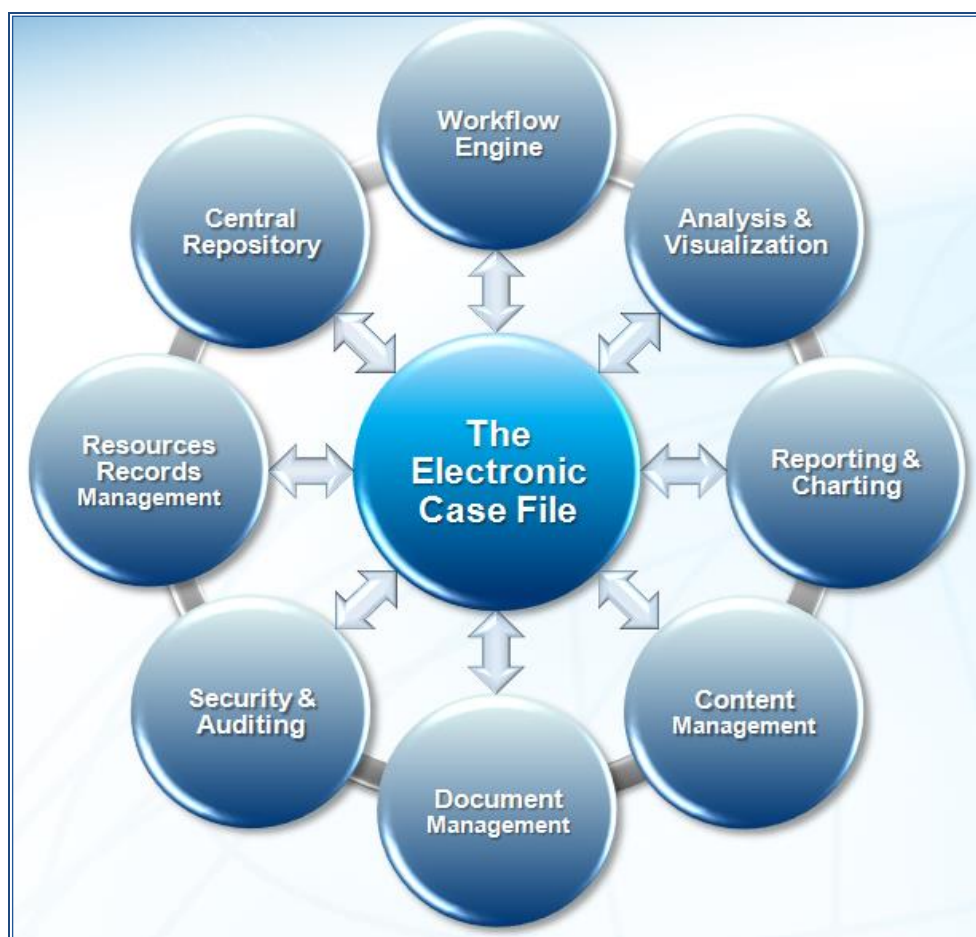 Workflow
Engine
Central
Repository
Analysis &
Visualization
The
Electronic
Case File
Resources
Records
Management
Reporting &
Charting
Security &
Auditing
Content
Management
Document
Management